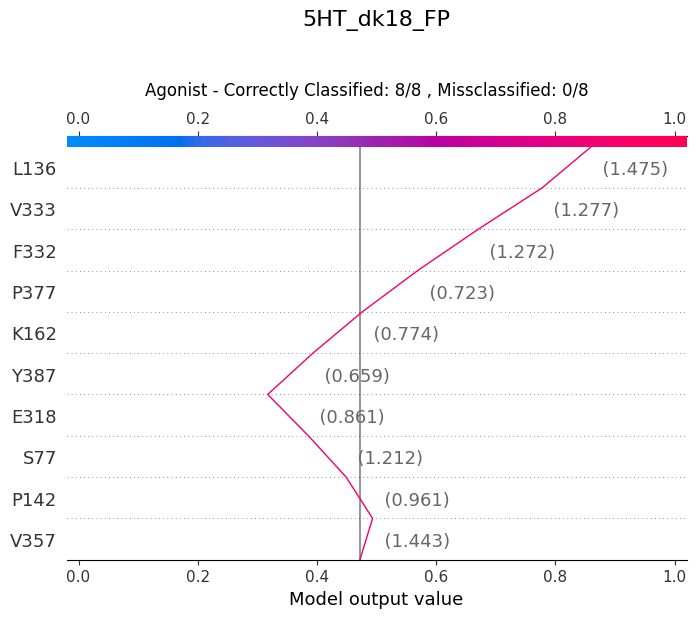 5HT_dk18_FP
Agonist - Correctly Classified: 8/8 , Missclassified: 0/8
0.0 0.2 0.4 0.6 0.8 1.0
L136 (1.475)
V333 (1.277)
F332 (1.272)
P377 (0.723)
K162 (0.774)
Y387 (0.659)
E318 (0.861)
S77 (1.212)
P142 (0.961)
V357 (1.443)
0.0 0.2 0.4 0.6 0.8 1.0
Model output value